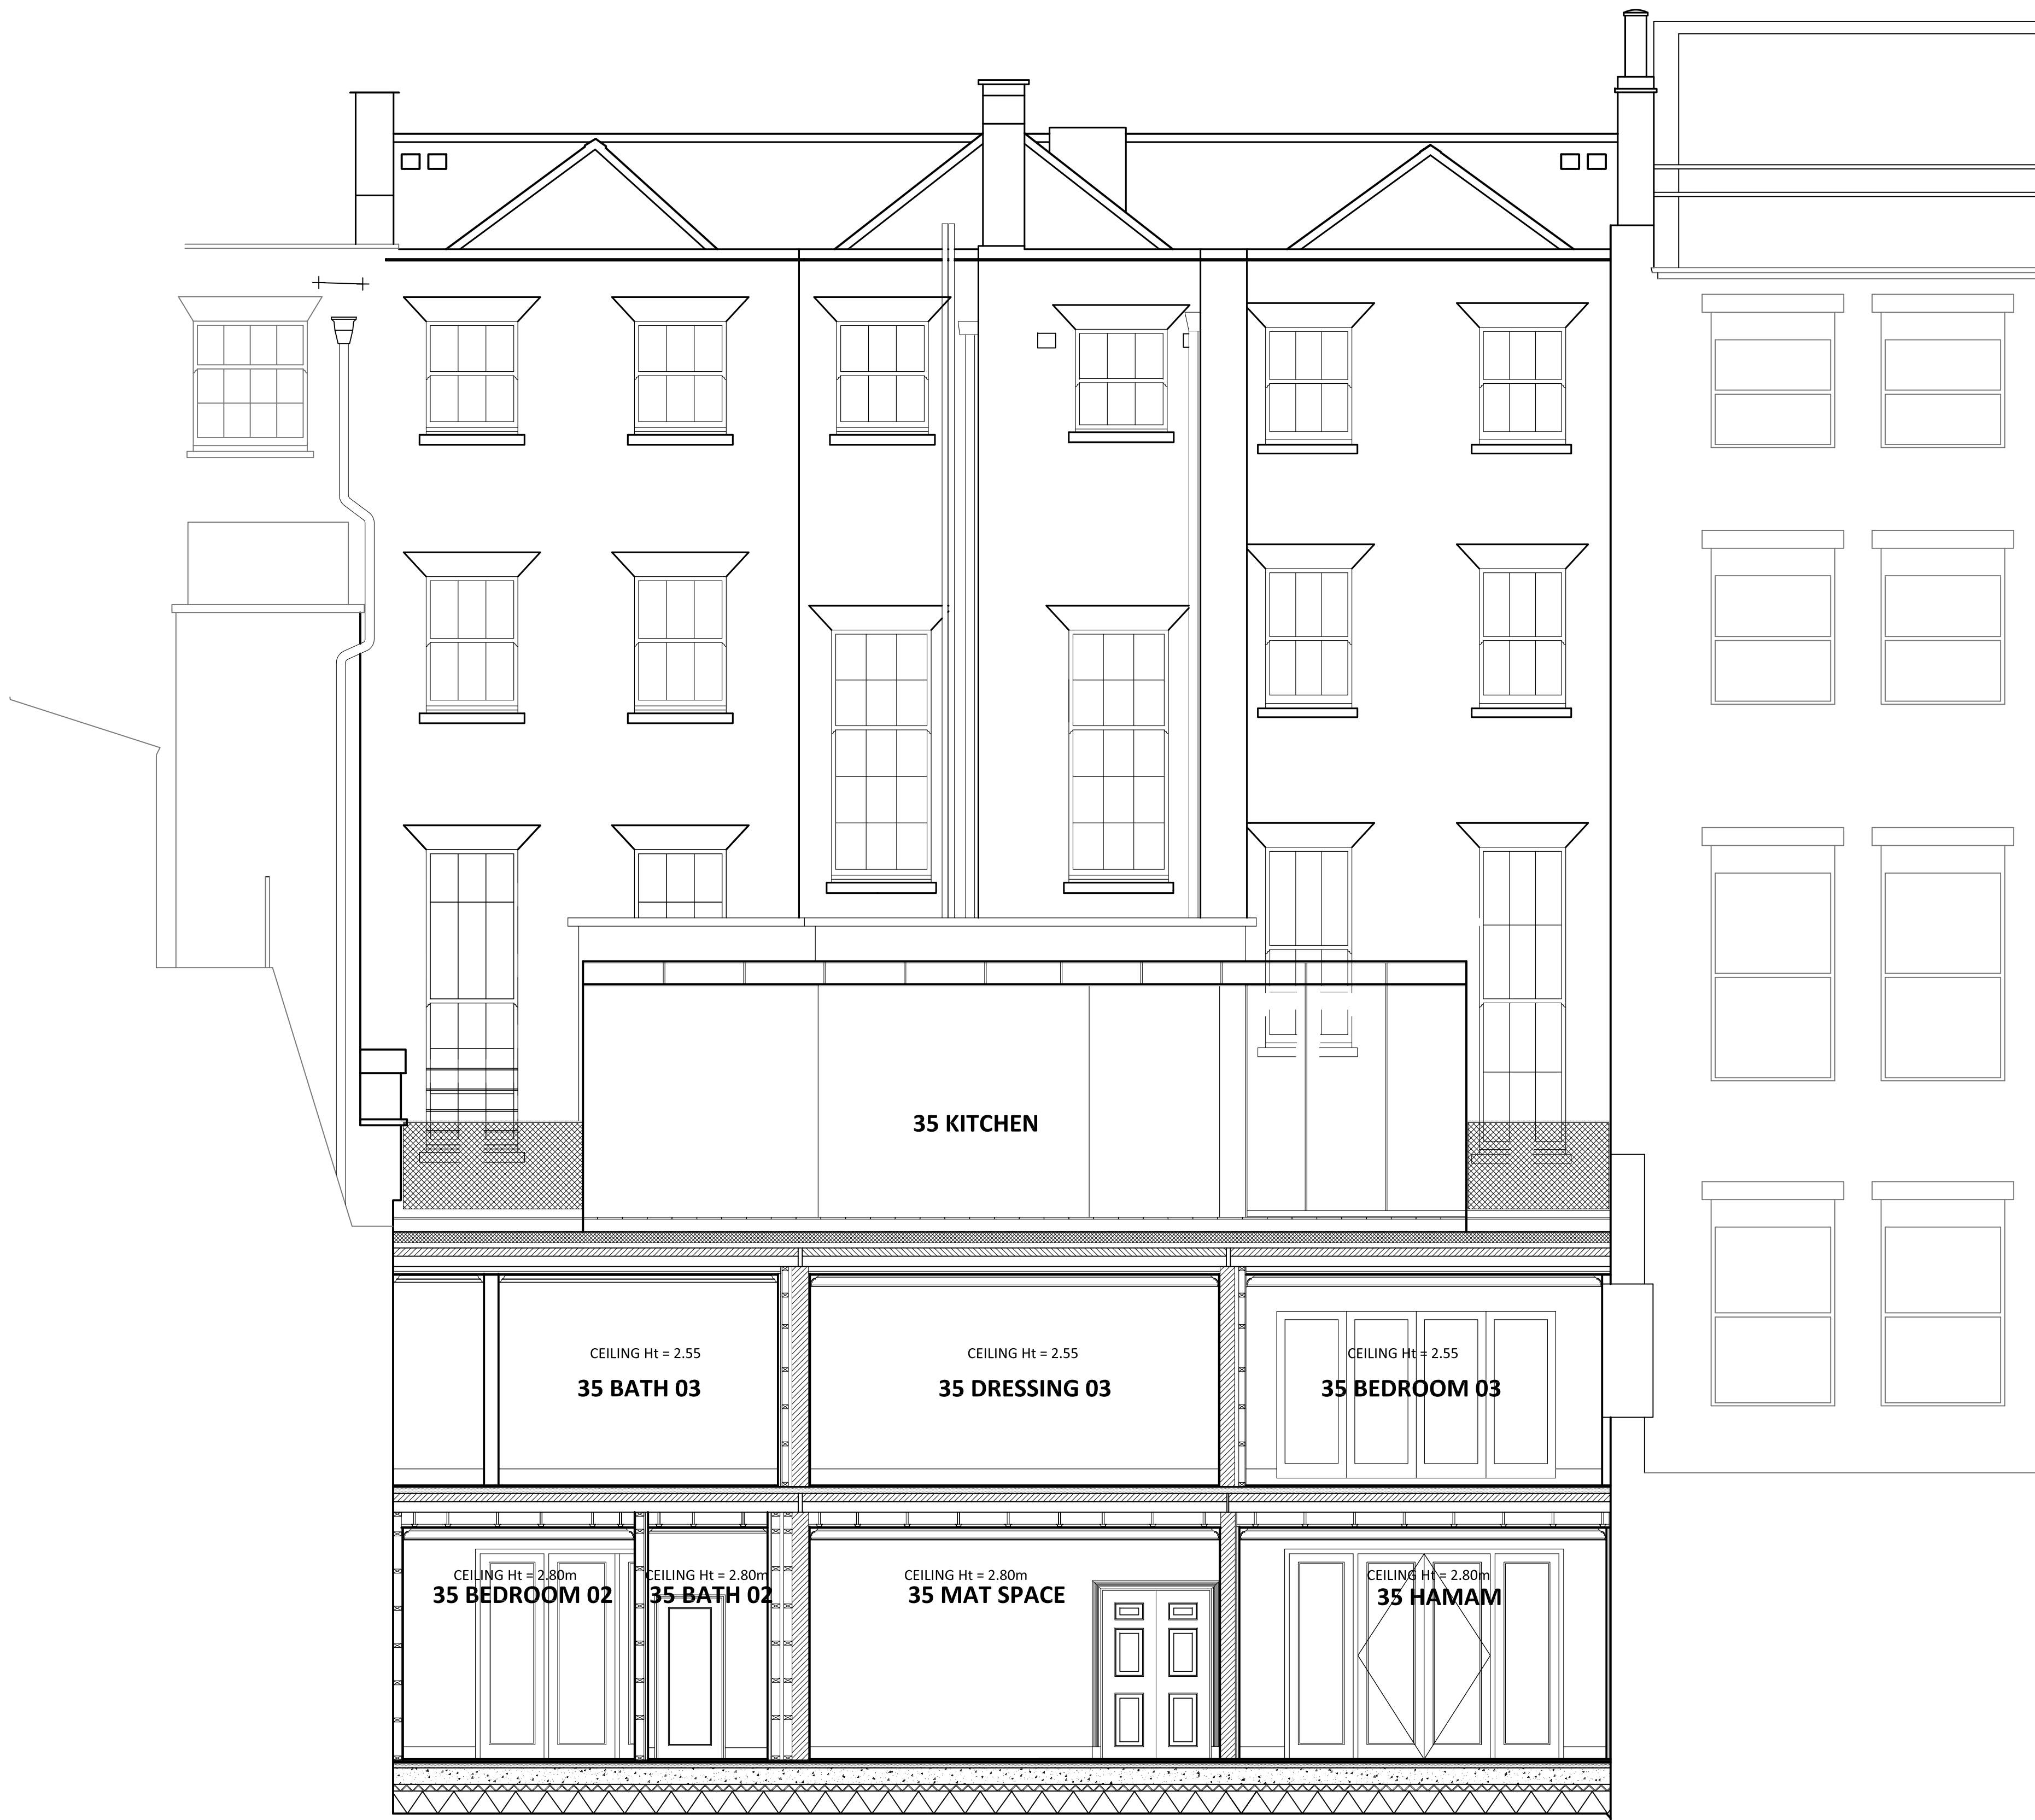 35 KITCHEN
CEILING Ht = 2.55
35 BATH 03
CEILING Ht = 2.55
35 DRESSING 03
CEILING Ht = 2.55
35 BEDROOM 03
CEILING Ht = 2.80m
35 BEDROOM 02
CEILING Ht = 2.80m
35 BATH 02
CEILING Ht = 2.80m
35 MAT SPACE
CEILING Ht = 2.80m
35 HAMAM